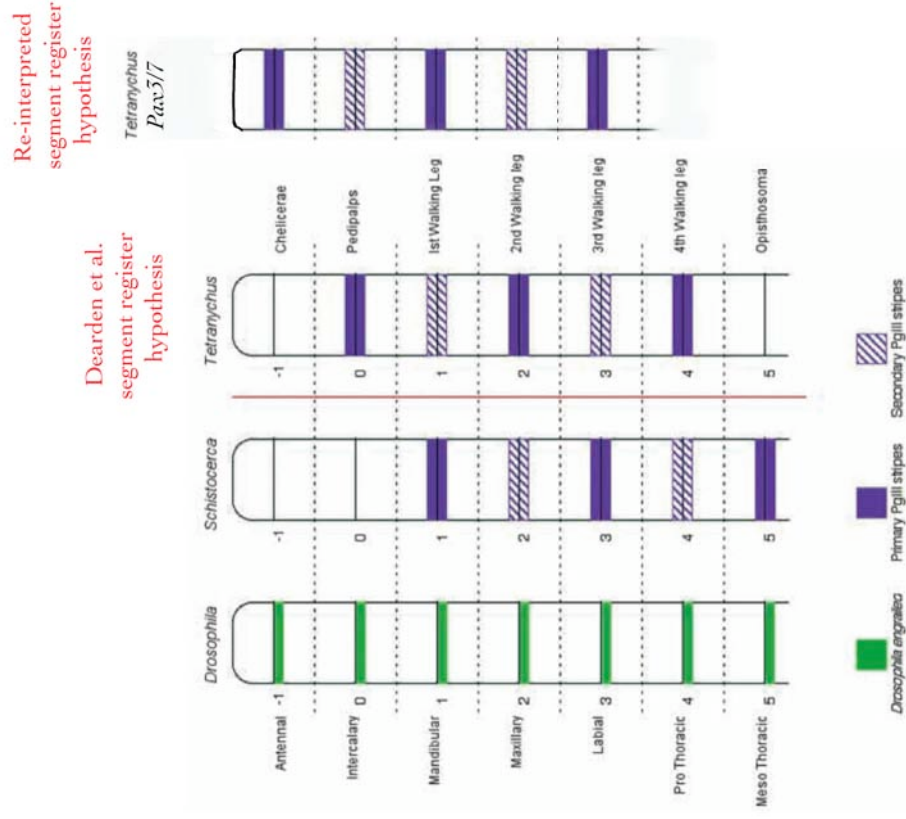 Re-interpreted
segment register
hypothesis
Tetranychus
Pax3/7
Dearden et al.
segment register
hypothesis
Chelicerae
Pedipalps
Ist Walking Leg
2nd Walking Leg
3rd Walking leg
4th Walking leg
Opisthosoma
Tetranychus
-1
0
1
2
3
4
5
Schistocerca
-1
0
1
2
3
4
5
Drosophila
-1
0
1
2
3
4
5
Antennal
Intercalary
Mandibular
Maxillary
Labial
Pro Thoracic
Meso Thoracic
Secondary PgIII stripes
Primary PgIII stripes
Drosophila engrailed